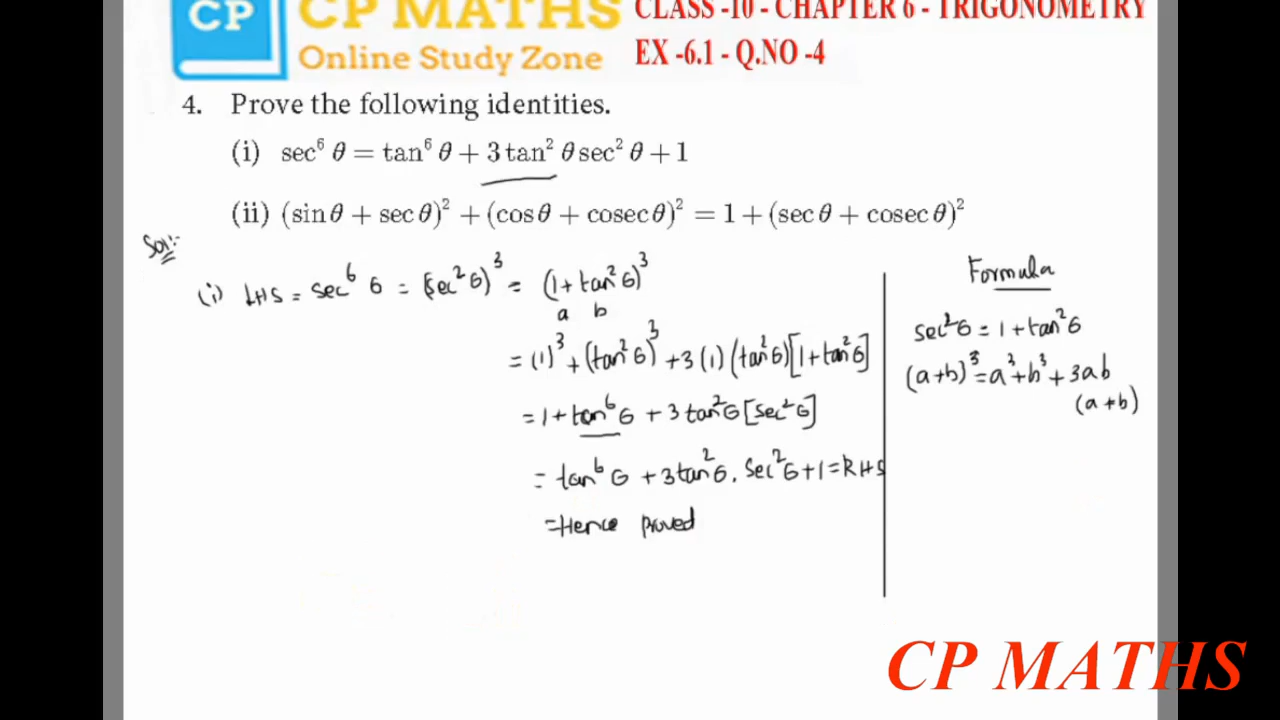 CP
CP MATHS
Online Study Zone
CLASS -10 - CHAPTER 6 - TRIGONOMETRY
EX -6.1 - Q.NO -4
4. Prove the following identities.
(i) sec⁶ θ = tan⁶ θ + 3 tan² θ sec² θ + 1
(ii) (sin θ + sec θ)² + (cos θ + cosec θ)² = 1 + (sec θ + cosec θ)²
Sol:-
(i) LHS = sec⁶ θ = (sec² θ)³ = (1 + tan² θ)³
a b
= (1)³ + (tan² θ)³ + 3 (1) (tan² θ) [1 + tan² θ]
= 1 + tan⁶ θ + 3 tan² θ [sec² θ]
= tan⁶ θ + 3 tan² θ . sec² θ + 1 = RHS
= Hence proved
Formula
sec² θ = 1 + tan² θ
(a+b)³ = a³ + b³ + 3ab
(a+b)
CP MATHS